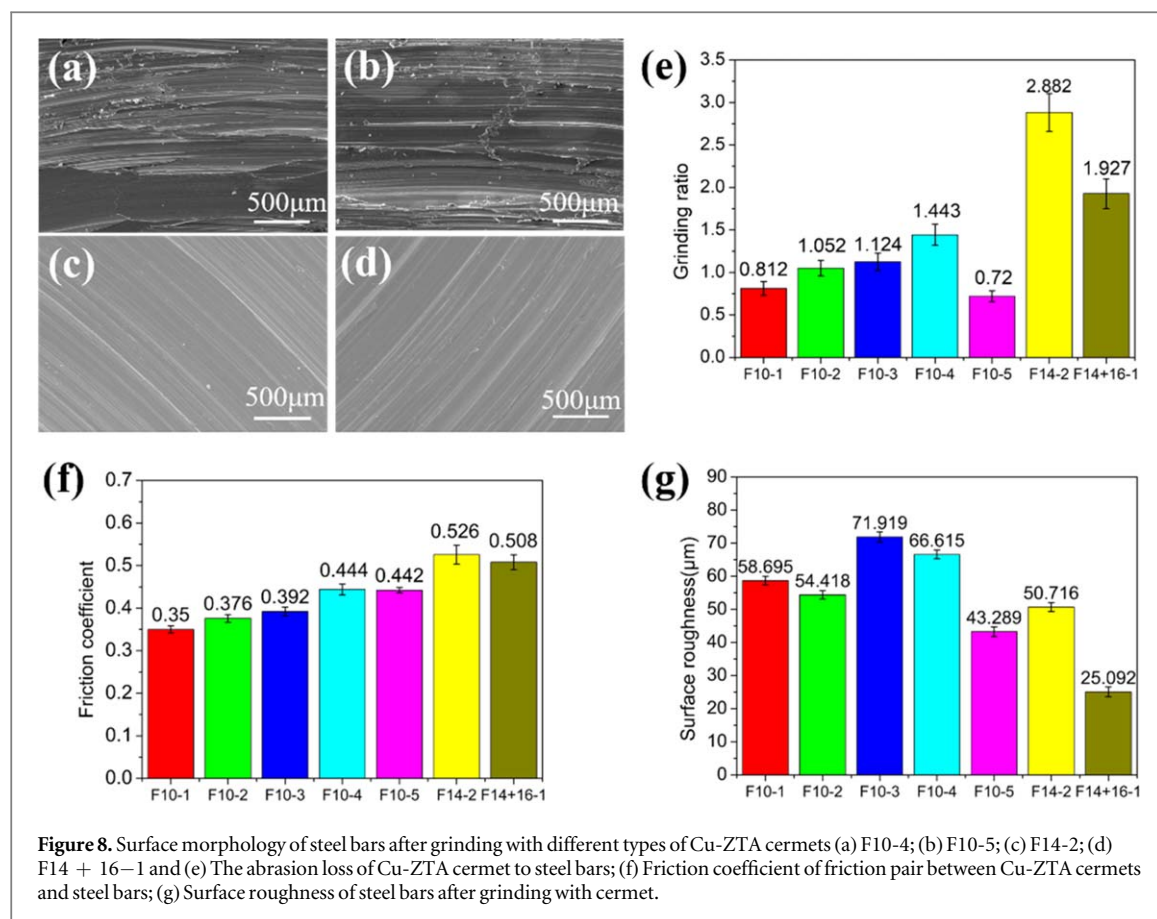 (a)
500μm
(b)
500μm
(c)
500μm
(d)
500μm
(e)
Grinding ratio
3.5
3.0
2.5
2.0
1.5
1.0
0.5
0.0
0.812
1.052
1.124
1.443
0.72
2.882
1.927
F10-1 F10-2 F10-3 F10-4 F10-5 F14-2 F14+16-1
(f)
Friction coefficient
0.7
0.6
0.5
0.4
0.3
0.2
0.1
0.0
0.35
0.376
0.392
0.444
0.442
0.526
0.508
F10-1 F10-2 F10-3 F10-4 F10-5 F14-2 F14+16-1
(g)
Surface roughness(μm)
90
80
70
60
50
40
30
20
10
0
58.695
54.418
71.919
66.615
43.289
50.716
25.092
F10-1 F10-2 F10-3 F10-4 F10-5 F14-2 F14+16-1
Figure 8. Surface morphology of steel bars after grinding with different types of Cu-ZTA cermets (a) F10-4; (b) F10-5; (c) F14-2; (d)
F14 + 16−1 and (e) The abrasion loss of Cu-ZTA cermet to steel bars; (f) Friction coefficient of friction pair between Cu-ZTA cermets
and steel bars; (g) Surface roughness of steel bars after grinding with cermet.